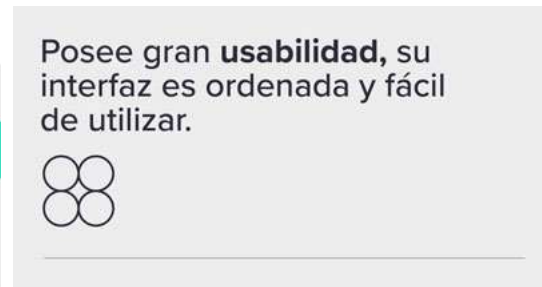 Posee gran usabilidad, su
interfaz es ordenada y fácil
de utilizar.